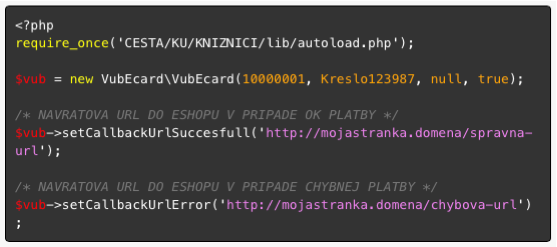 <?php
require_once('CESTA/KU/KNIZNICI/lib/autoload.php');
$vub = new VubEcard\VubEcard(10000001, Kreslo123987, null, true);
/* NAVRATOVA URL DO ESHOPU V PRIPADE OK PLATBY */
$vub->setCallbackUrlSuccesfull('http://mojastranka.domena/spravna-
url');
/* NAVRATOVA URL DO ESHOPU V PRIPADE CHYBNEJ PLATBY */
$vub->setCallbackUrlError('http://mojastranka.domena/chybova-url')
;